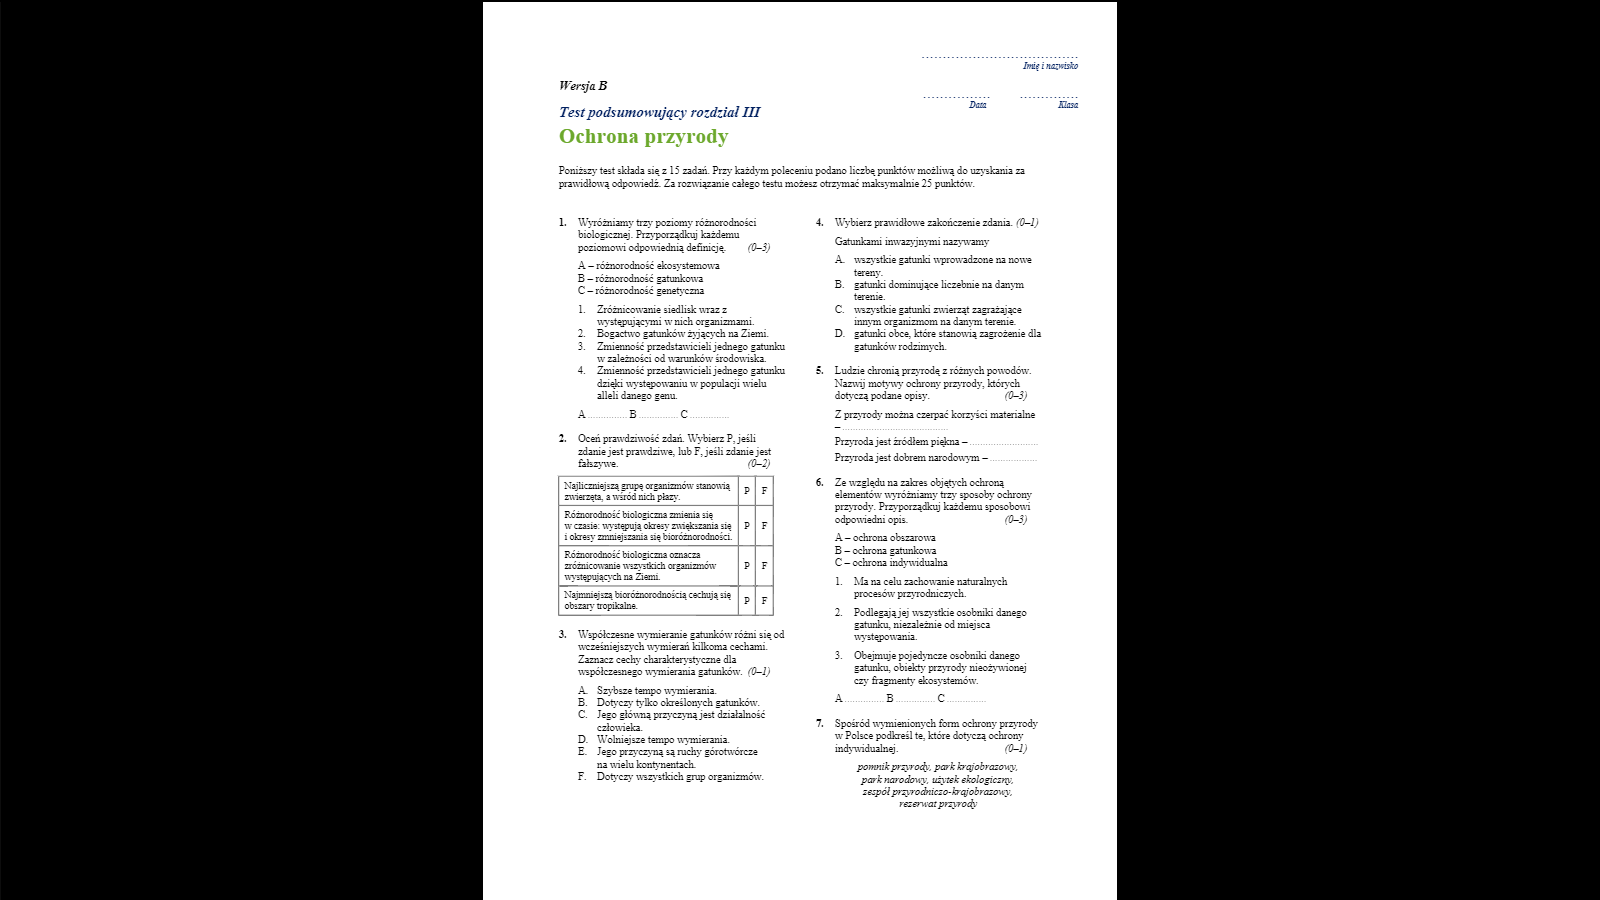 Imię i nazwisko
Wersja B
Data Klasa
Test podsumowujący rozdział III
Ochrona przyrody
Poniższy test składa się z 15 zadań. Przy każdym poleceniu podano liczbę punktów możliwą do uzyskania za
prawidłową odpowiedź. Za rozwiązanie całego testu możesz otrzymać maksymalnie 25 punktów.
1. Wyróżniamy trzy poziomy różnorodności
biologicznej. Przyporządkuj każdemu
poziomowi odpowiednią definicję. (0–3)
A – różnorodność ekosystemowa
B – różnorodność gatunkowa
C – różnorodność genetyczna
1. Zróżnicowanie siedlisk wraz z
występującymi w nich organizmami.
2. Bogactwo gatunków żyjących na Ziemi.
3. Zmienność przedstawicieli jednego gatunku
w zależności od warunków środowiska.
4. Zmienność przedstawicieli jednego gatunku
dzięki występowaniu w populacji wielu
alleli danego genu.
A ............... B ............... C ...............
2. Oceń prawdziwość zdań. Wybierz P, jeśli
zdanie jest prawdziwe, lub F, jeśli zdanie jest
fałszywe. (0–2)
Najliczniejszą grupę organizmów stanowią
zwierzęta, a wśród nich płazy. P F
Różnorodność biologiczna zmienia się
w czasie: występują okresy zwiększania się
i okresy zmniejszania się bioróżnorodności. P F
Różnorodność biologiczna oznacza
zróżnicowanie wszystkich organizmów
występujących na Ziemi. P F
Najmniejszą bioróżnorodnością cechują się
obszary tropikalne. P F
3. Współczesne wymieranie gatunków różni się od
wcześniejszych wymierań kilkoma cechami.
Zaznacz cechy charakterystyczne dla
współczesnego wymierania gatunków. (0–1)
A. Szybsze tempo wymierania.
B. Dotyczy tylko określonych gatunków.
C. Jego główną przyczyną jest działalność
człowieka.
D. Wolniejsze tempo wymierania.
E. Jego przyczyną są ruchy górotwórcze
na wielu kontynentach.
F. Dotyczy wszystkich grup organizmów.
4. Wybierz prawidłowe zakończenie zdania. (0–1)
Gatunkami inwazyjnymi nazywamy
A. wszystkie gatunki wprowadzone na nowe
tereny.
B. gatunki dominujące liczebnie na danym
terenie.
C. wszystkie gatunki zwierząt zagrażające
innym organizmom na danym terenie.
D. gatunki obce, które stanowią zagrożenie dla
gatunków rodzimych.
5. Ludzie chronią przyrodę z różnych powodów.
Nazwij motywy ochrony przyrody, których
dotyczą podane opisy. (0–3)
Z przyrody można czerpać korzyści materialne
– ........................................
Przyroda jest źródłem piękna – ..........................
Przyroda jest dobrem narodowym – ..................
6. Ze względu na zakres objętych ochroną
elementów wyróżniamy trzy sposoby ochrony
przyrody. Przyporządkuj każdemu sposobowi
odpowiedni opis. (0–3)
A – ochrona obszarowa
B – ochrona gatunkowa
C – ochrona indywidualna
1. Ma na celu zachowanie naturalnych
procesów przyrodniczych.
2. Podlegają jej wszystkie osobniki danego
gatunku, niezależnie od miejsca
występowania.
3. Obejmuje pojedyncze osobniki danego
gatunku, obiekty przyrody nieożywionej
czy fragmenty ekosystemów.
A ............... B ............... C ...............
7. Spośród wymienionych form ochrony przyrody
w Polsce podkreśl te, które dotyczą ochrony
indywidualnej. (0–1)
pomnik przyrody, park krajobrazowy,
park narodowy, użytek ekologiczny,
zespół przyrodniczo-krajobrazowy,
rezerwat przyrody